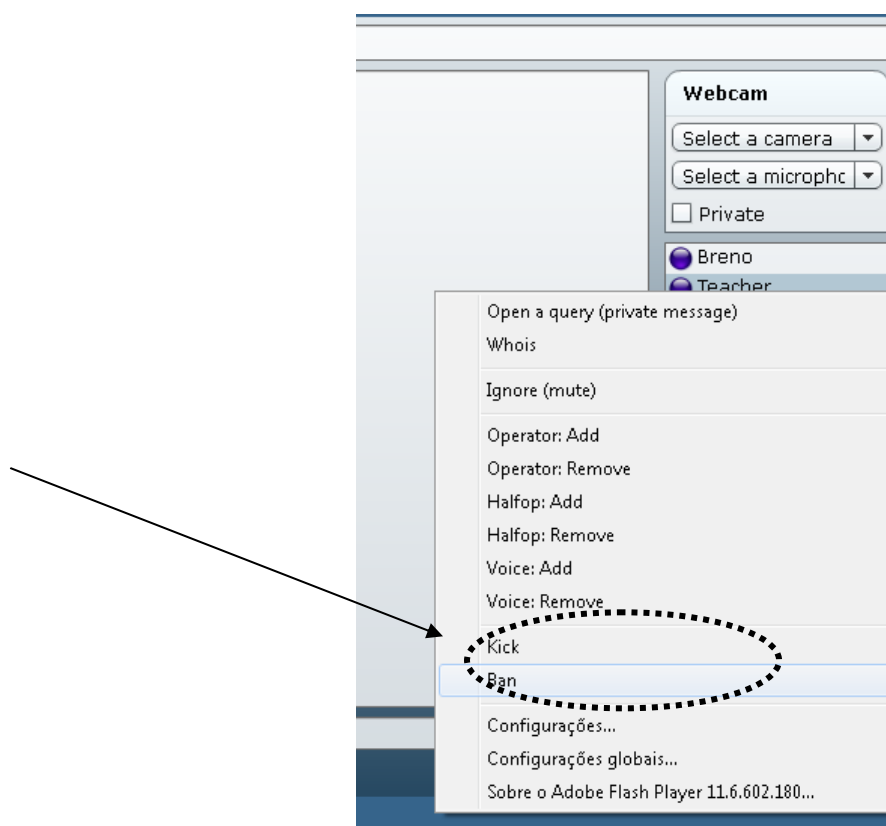 Webcam
Select a camera
Select a microphc
Private
Breno
Teacher
Open a query (private message)
Whois
Ignore (mute)
Operator: Add
Operator: Remove
Halfop: Add
Halfop: Remove
Voice: Add
Voice: Remove
Kick
Ban
Configurações...
Configurações globais...
Sobre o Adobe Flash Player 11.6.602.180...